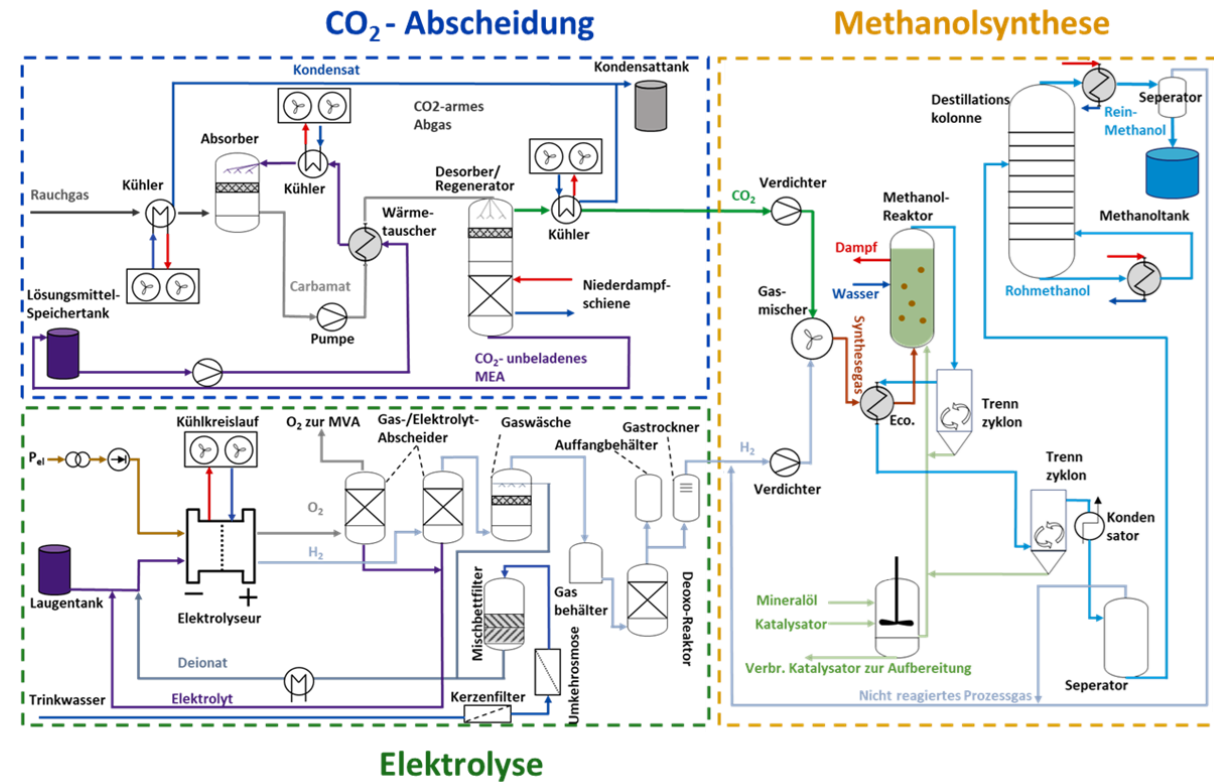 CO₂ - Abscheidung
Methanolsynthese
Kondensat
Kondensattank
CO2-armes
Abgas
Absorber
Kühler
Rauchgas
Kühler
Desorber/
Regenerator
Wärme-
tauscher
Kühler
Carbamat
Niederdampf-
schiene
Lösungsmittel-
Speichertank
Pumpe
CO₂- unbeladenes
MEA
CO₂
Verdichter
Methanol-
Reaktor
Dampf
Wasser
Gas-
mischer
Synthesegas
Eco.
Destillations
kolonne
Seperator
Rein-
Methanol
Methanoltank
Rohmethanol
Trenn
zyklon
Trenn
zyklon
Konden
sator
H₂
Verdichter
Mineralöl
Katalysator
Verbr. Katalysator zur Aufbereitung
Seperator
Nicht reagiertes Prozessgas
Kühlkreislauf
O₂ zur MVA
Gas-/Elektrolyt-
Abscheider
Gaswäsche
Auffangbehälter
Gastrockner
Pel
O₂
H₂
Laugentank
−
+
Elektrolyseur
Mischbettfilter
Gas
behälter
Deoxo-Reaktor
Umkehrosmose
Deionat
Elektrolyt
Trinkwasser
Kerzenfilter
Elektrolyse